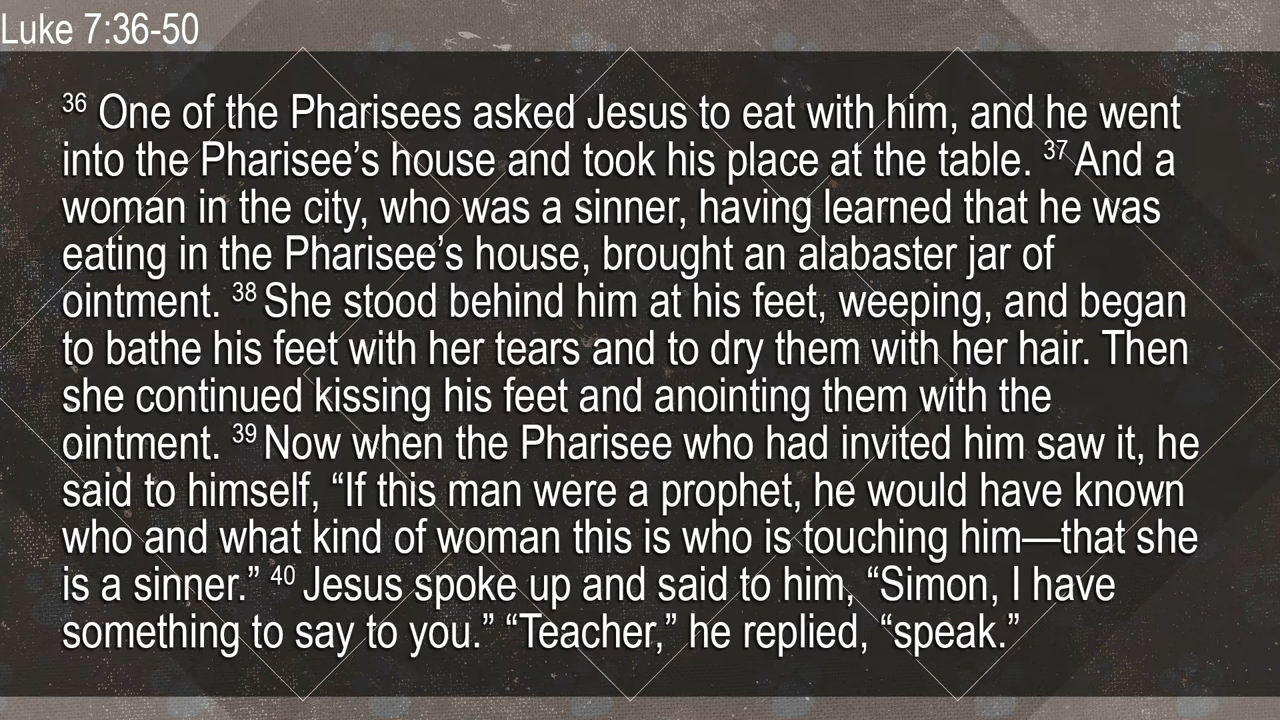 Luke 7:36-50
36 One of the Pharisees asked Jesus to eat with him, and he went
into the Pharisee’s house and took his place at the table. 37 And a
woman in the city, who was a sinner, having learned that he was
eating in the Pharisee’s house, brought an alabaster jar of
ointment. 38 She stood behind him at his feet, weeping, and began
to bathe his feet with her tears and to dry them with her hair. Then
she continued kissing his feet and anointing them with the
ointment. 39 Now when the Pharisee who had invited him saw it, he
said to himself, “If this man were a prophet, he would have known
who and what kind of woman this is who is touching him—that she
is a sinner.” 40 Jesus spoke up and said to him, “Simon, I have
something to say to you.” “Teacher,” he replied, “speak.”